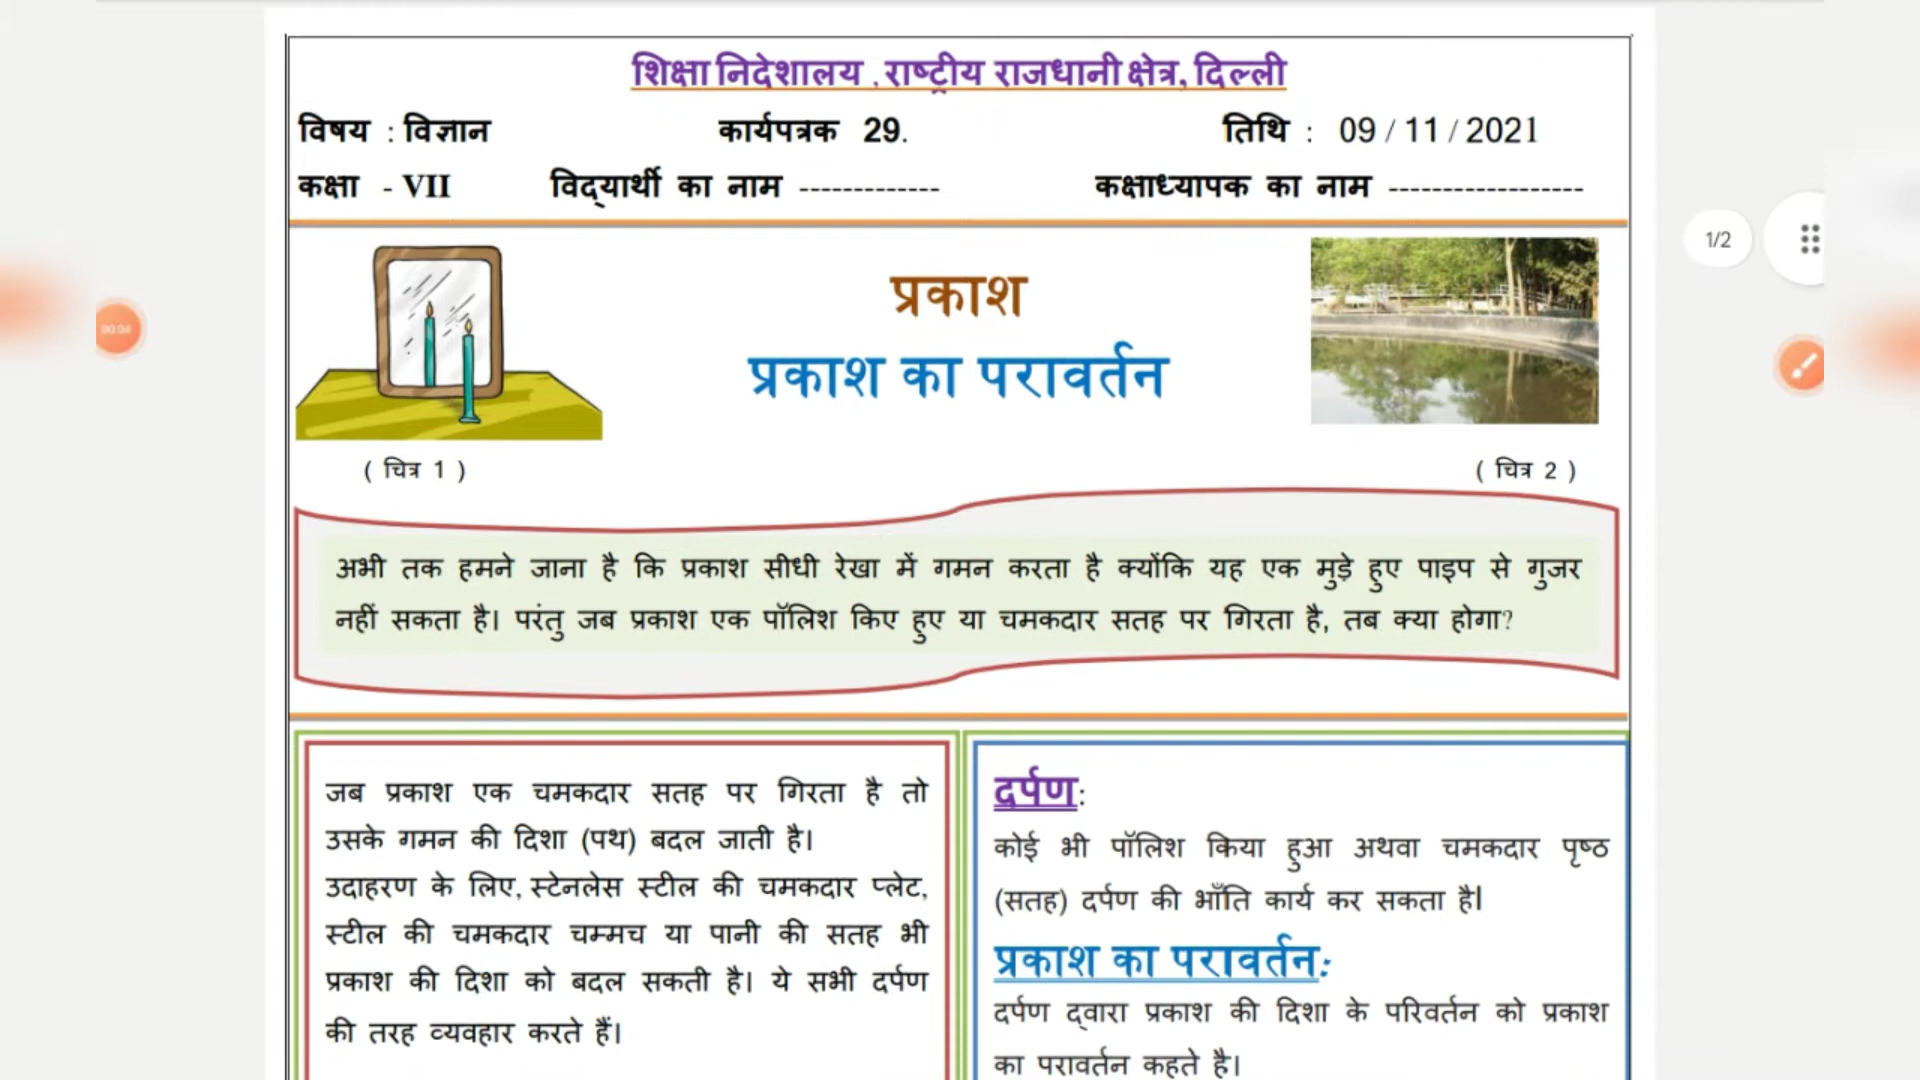 शिक्षा निदेशालय ,राष्ट्रीय राजधानी क्षेत्र, दिल्ली
विषय : विज्ञान कार्यपत्रक 29. तिथि : 09 / 11 / 2021
कक्षा - VII विद्यार्थी का नाम ------------- कक्षाध्यापक का नाम ------------------
1/2
प्रकाश
00:04
प्रकाश का परावर्तन
( चित्र 1 ) ( चित्र 2 )
अभी तक हमने जाना है कि प्रकाश सीधी रेखा में गमन करता है क्योंकि यह एक मुड़े हुए पाइप से गुजर
नहीं सकता है। परंतु जब प्रकाश एक पॉलिश किए हुए या चमकदार सतह पर गिरता है, तब क्या होगा?
जब प्रकाश एक चमकदार सतह पर गिरता है तो
उसके गमन की दिशा (पथ) बदल जाती है।
उदाहरण के लिए, स्टेनलेस स्टील की चमकदार प्लेट,
स्टील की चमकदार चम्मच या पानी की सतह भी
प्रकाश की दिशा को बदल सकती है। ये सभी दर्पण
की तरह व्यवहार करते हैं।
दर्पण:
कोई भी पॉलिश किया हुआ अथवा चमकदार पृष्ठ
(सतह) दर्पण की भाँति कार्य कर सकता है|
प्रकाश का परावर्तन:
दर्पण द्वारा प्रकाश की दिशा के परिवर्तन को प्रकाश
का परावर्तन कहते है।